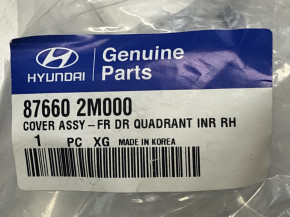 HYUNDAI
Genuine
Parts
87660 2M000
COVER ASSY-FR DR QUADRANT INR RH
1 PC XG MADE IN KOREA